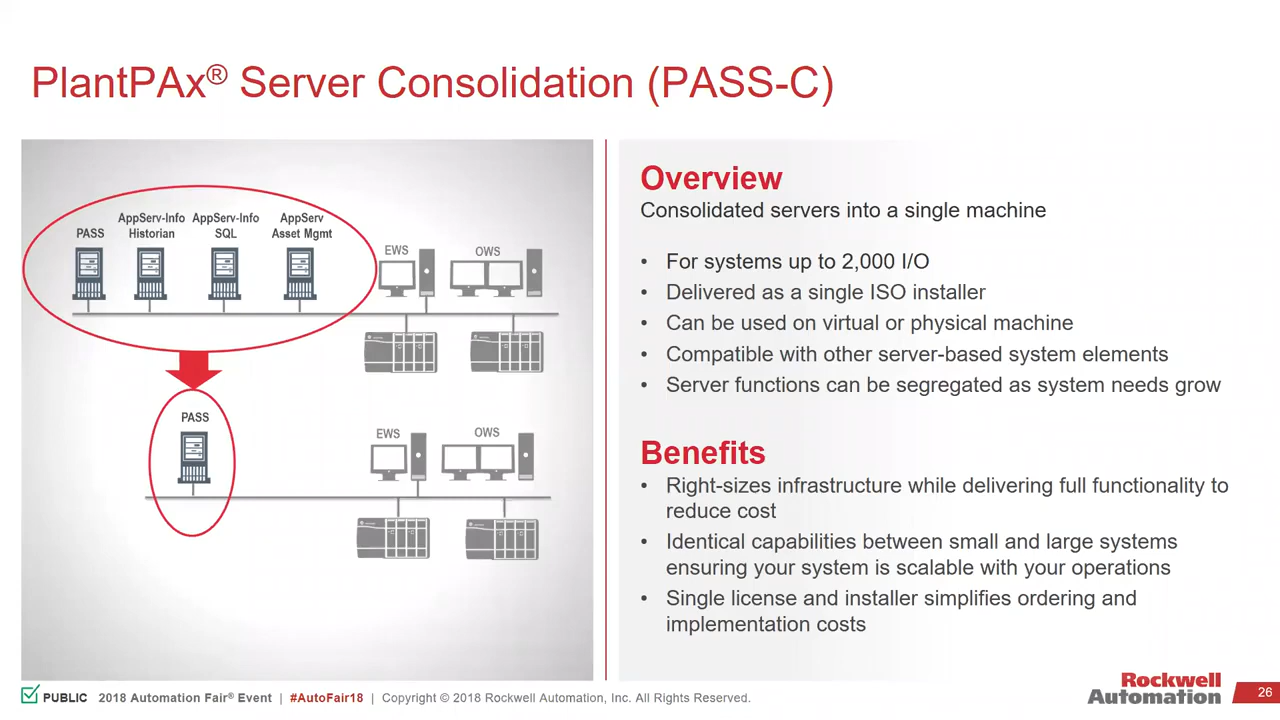 PlantPAx® Server Consolidation (PASS-C)
PASS
AppServ-Info
Historian
AppServ-Info
SQL
AppServ
Asset Mgmt
EWS
OWS
PASS
EWS
OWS
Overview
Consolidated servers into a single machine
• For systems up to 2,000 I/O
• Delivered as a single ISO installer
• Can be used on virtual or physical machine
• Compatible with other server-based system elements
• Server functions can be segregated as system needs grow
Benefits
• Right-sizes infrastructure while delivering full functionality to
reduce cost
• Identical capabilities between small and large systems
ensuring your system is scalable with your operations
• Single license and installer simplifies ordering and
implementation costs
PUBLIC 2018 Automation Fair® Event | #AutoFair18 | Copyright © 2018 Rockwell Automation, Inc. All Rights Reserved.
Rockwell
Automation
26